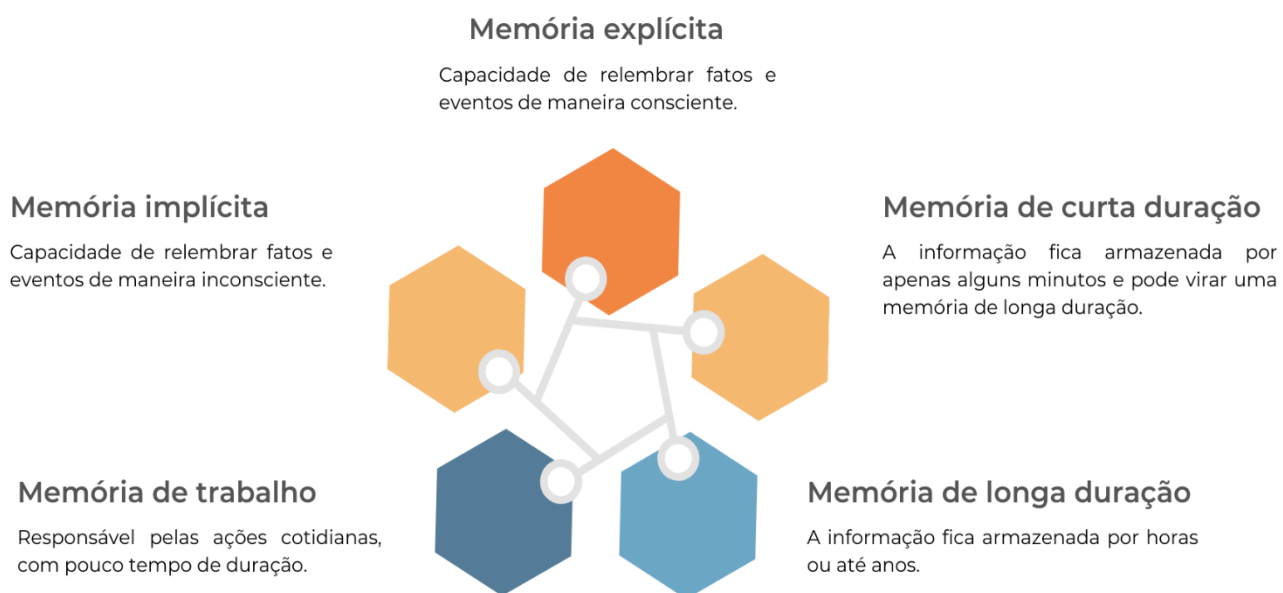 Memória explícita
Capacidade de relembrar fatos e
eventos de maneira consciente.
Memória implícita
Capacidade de relembrar fatos e
eventos de maneira inconsciente.
Memória de curta duração
A informação fica armazenada por
apenas alguns minutos e pode virar uma
memória de longa duração.
Memória de trabalho
Responsável pelas ações cotidianas,
com pouco tempo de duração.
Memória de longa duração
A informação fica armazenada por horas
ou até anos.